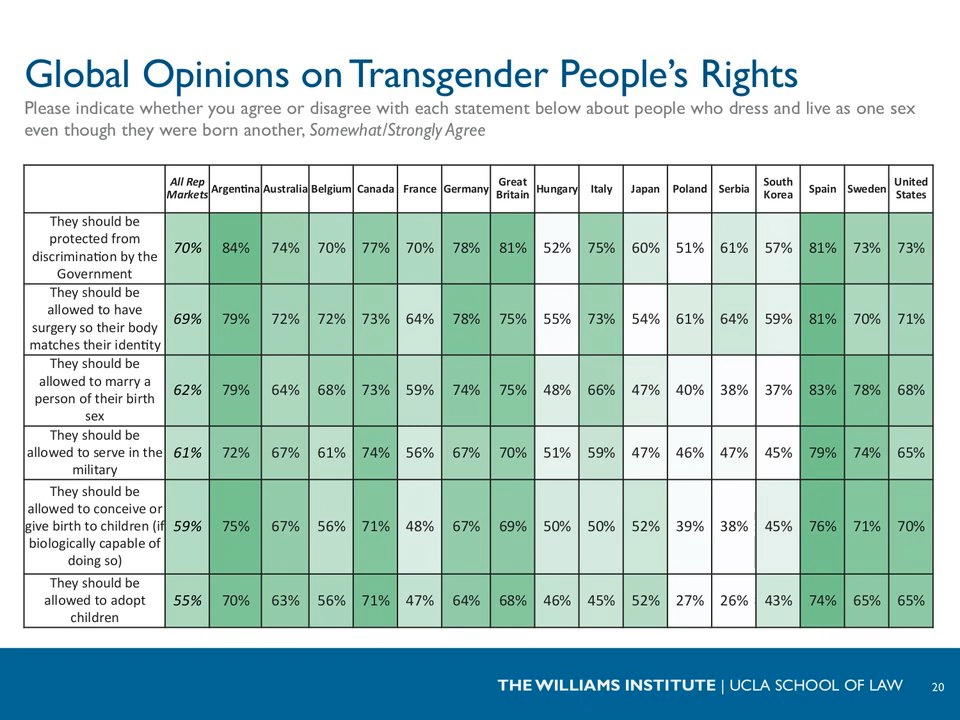 Global Opinions on Transgender People's Rights
Please indicate whether you agree or disagree with each statement below about people who dress and live as one sex
even though they were born another, Somewhat/Strongly Agree
All Rep Markets Argentina Australia Belgium Canada France Germany Great Britain Hungary Italy Japan Poland Serbia South Korea Spain Sweden United States
They should be
protected from
discrimination by the
Government
70% 84% 74% 70% 77% 70% 78% 81% 52% 75% 60% 51% 61% 57% 81% 73% 73%
They should be
allowed to have
surgery so their body
matches their identity
69% 79% 72% 72% 73% 64% 78% 75% 55% 73% 54% 61% 64% 59% 81% 70% 71%
They should be
allowed to marry a
person of their birth
sex
62% 79% 64% 68% 73% 59% 74% 75% 48% 66% 47% 40% 38% 37% 83% 78% 68%
They should be
allowed to serve in the
military
61% 72% 67% 61% 74% 56% 67% 70% 51% 59% 47% 46% 47% 45% 79% 74% 65%
They should be
allowed to conceive or
give birth to children (if
biologically capable of
doing so)
59% 75% 67% 56% 71% 48% 67% 69% 50% 50% 52% 39% 38% 45% 76% 71% 70%
They should be
allowed to adopt
children
55% 70% 63% 56% 71% 47% 64% 68% 46% 45% 52% 27% 26% 43% 74% 65% 65%
THE WILLIAMS INSTITUTE | UCLA SCHOOL OF LAW 20